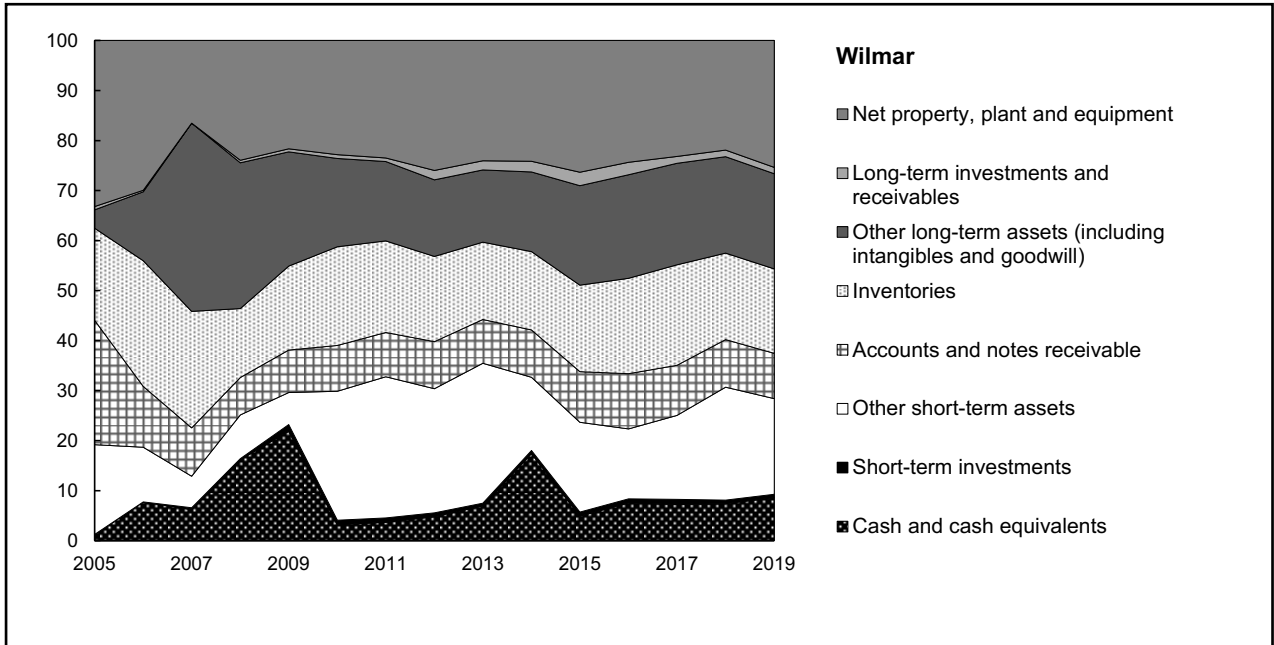 100
90
80
70
60
50
40
30
20
10
0
2005 2007 2009 2011 2013 2015 2017 2019
Wilmar
Net property, plant and equipment
Long-term investments and
receivables
Other long-term assets (including
intangibles and goodwill)
Inventories
Accounts and notes receivable
Other short-term assets
Short-term investments
Cash and cash equivalents